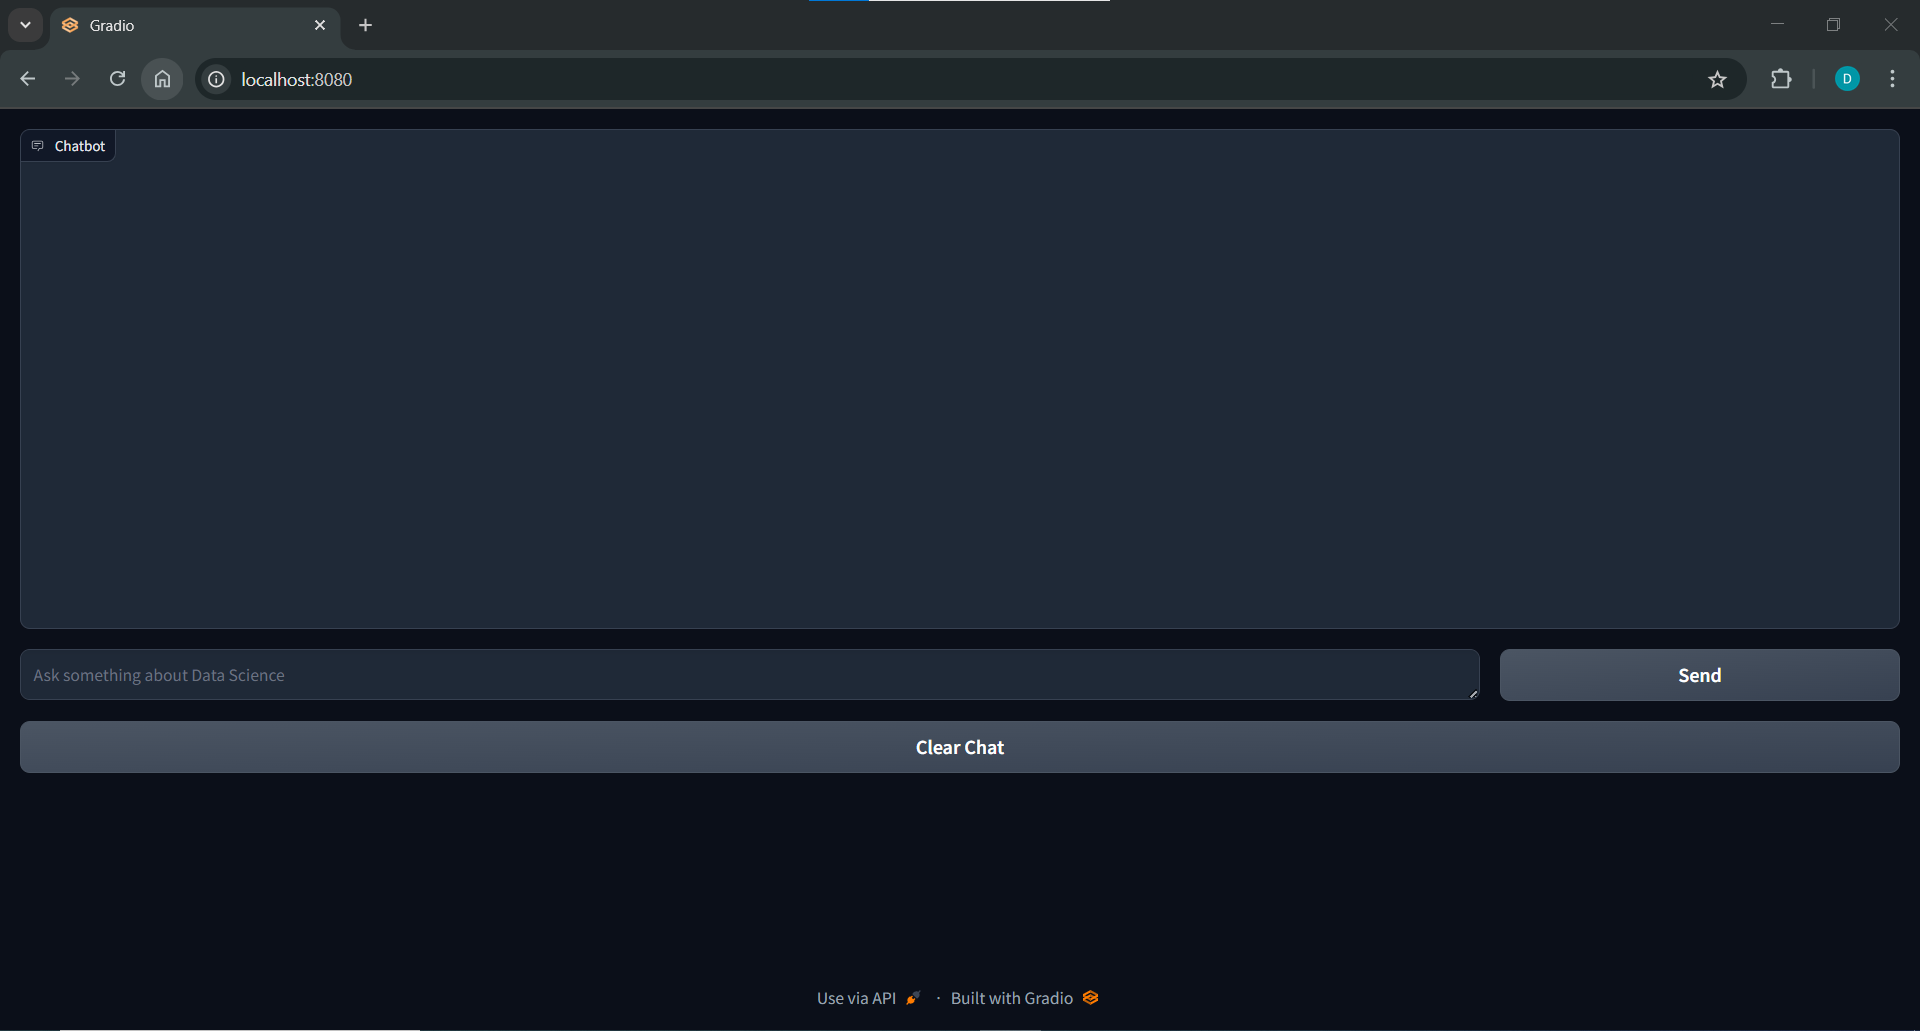 Gradio
localhost:8080
D
Chatbot
Ask something about Data Science
Send
Clear Chat
Use via API · Built with Gradio